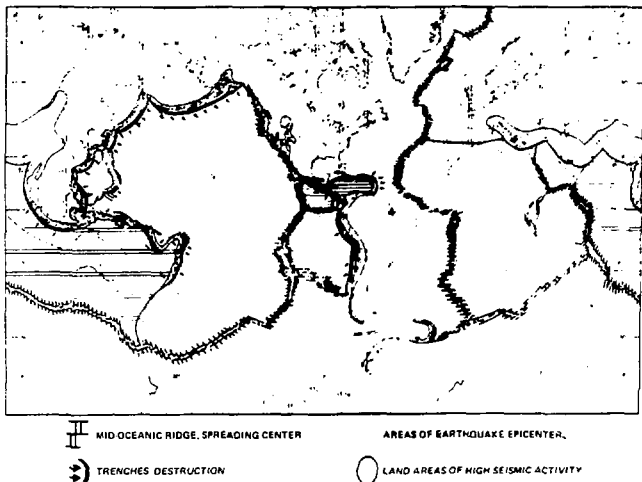 MID-OCEANIC RIDGE, SPREADING CENTER
AREAS OF EARTHQUAKE EPICENTER.
TRENCHES DESTRUCTION
LAND AREAS OF HIGH SEISMIC ACTIVITY